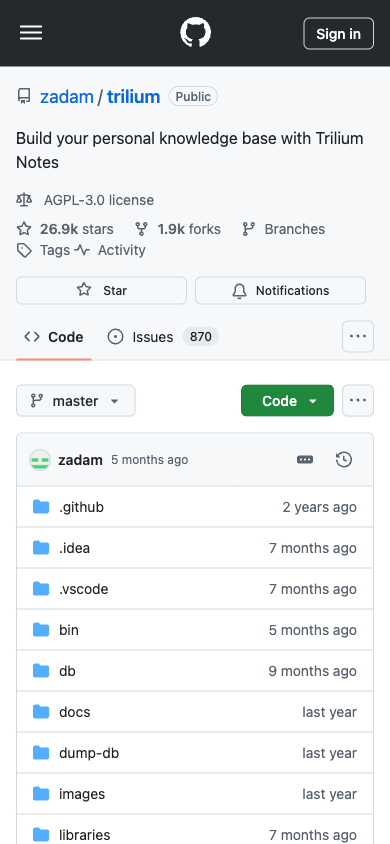 Sign in
zadam / trilium Public
Build your personal knowledge base with Trilium
Notes
AGPL-3.0 license
26.9k stars 1.9k forks Branches
Tags Activity
Star Notifications
Code Issues 870
master Code
zadam 5 months ago
.github 2 years ago
.idea 7 months ago
.vscode 7 months ago
bin 5 months ago
db 9 months ago
docs last year
dump-db last year
images last year
libraries 7 months ago